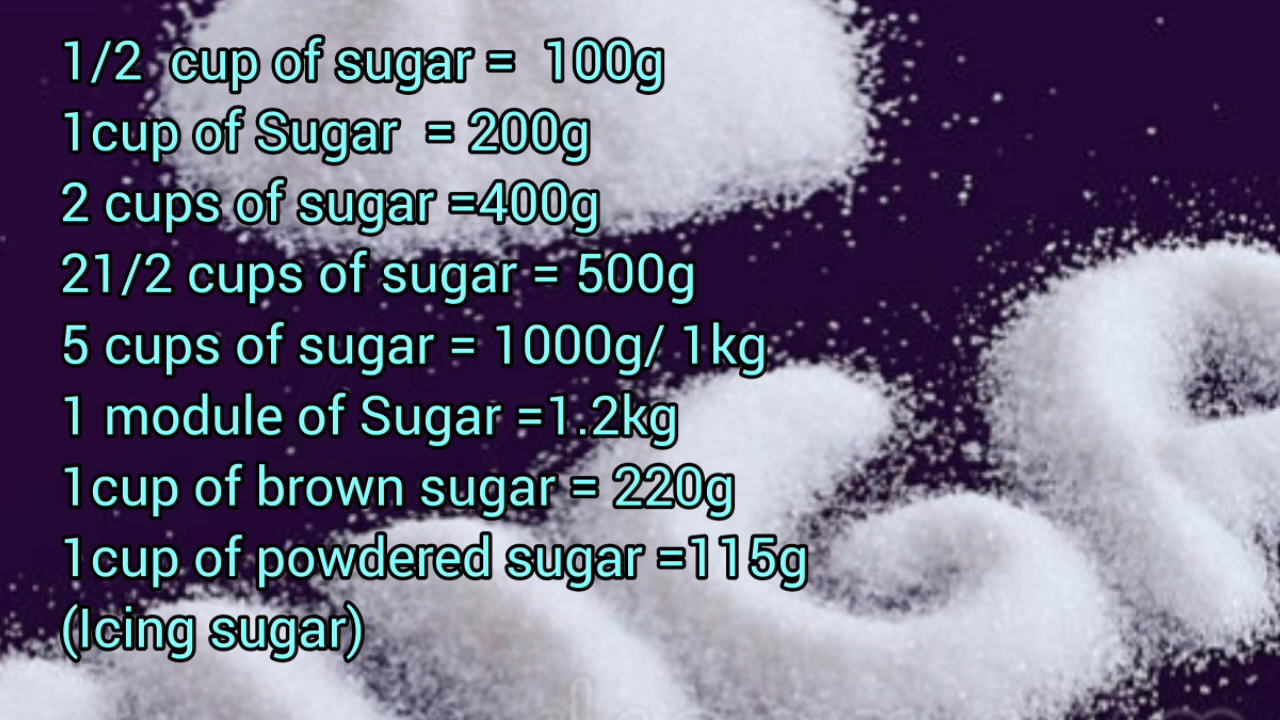 1/2 cup of sugar = 100g
1cup of Sugar = 200g
2 cups of sugar =400g
21/2 cups of sugar = 500g
5 cups of sugar = 1000g/ 1kg
1 module of Sugar =1.2kg
1cup of brown sugar = 220g
1cup of powdered sugar =115g
(Icing sugar)